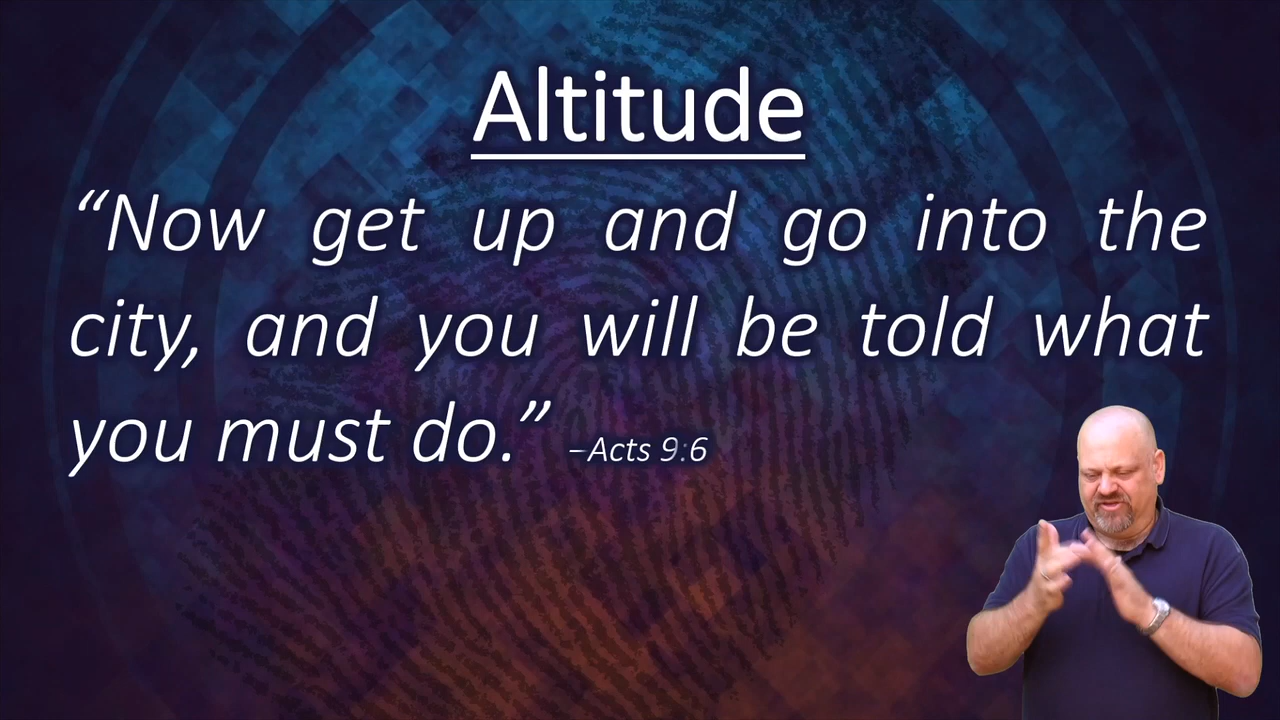 Altitude
“Now get up and go into the
city, and you will be told what
you must do.” –Acts 9:6